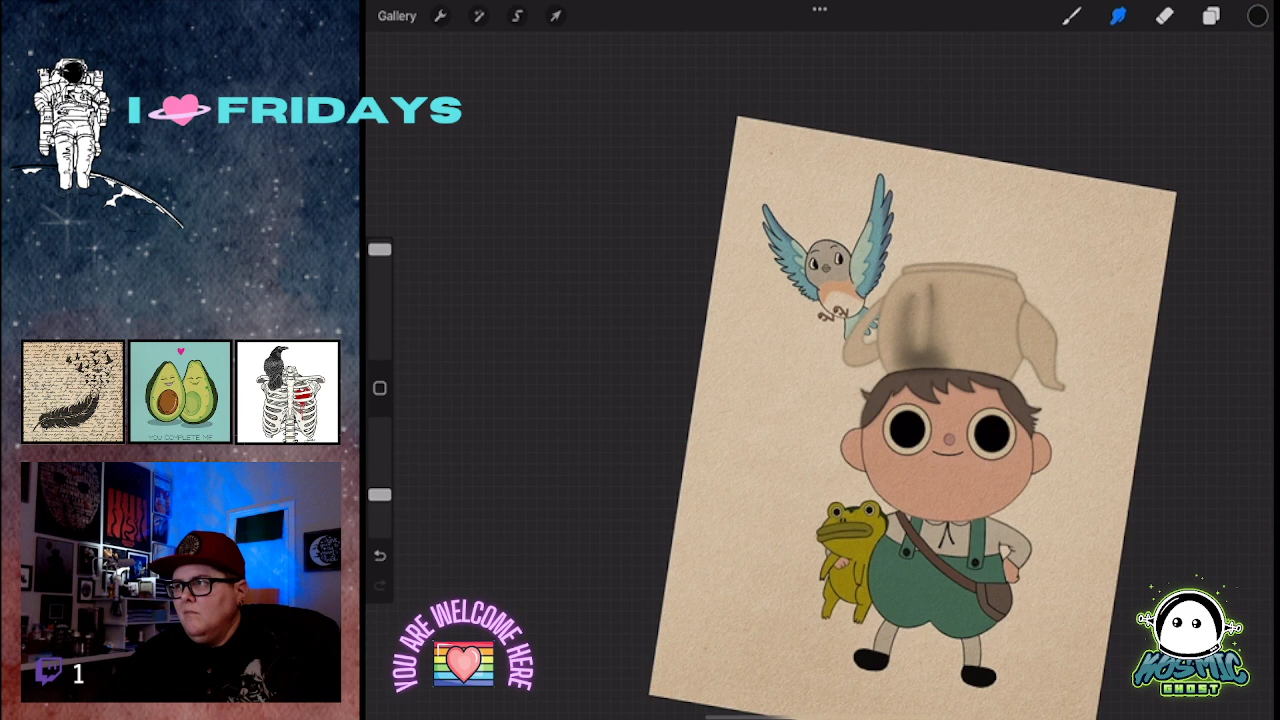 Gallery
I FRIDAYS
YOU COMPLETE ME
1
YOU ARE WELCOME HERE
KOSMIC
GHOST